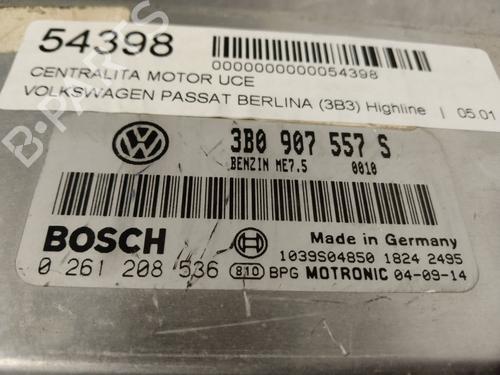 54398
0000000000054398
CENTRALITA MOTOR UCE
VOLKSWAGEN PASSAT BERLINA (3B3) Highline | 05.01
3B0 907 557 S
BENZIN ME7.5 0010
BOSCH
Made in Germany
1039S04850 1824 2495
0 261 208 536
810 BPG MOTRONIC 04-09-14